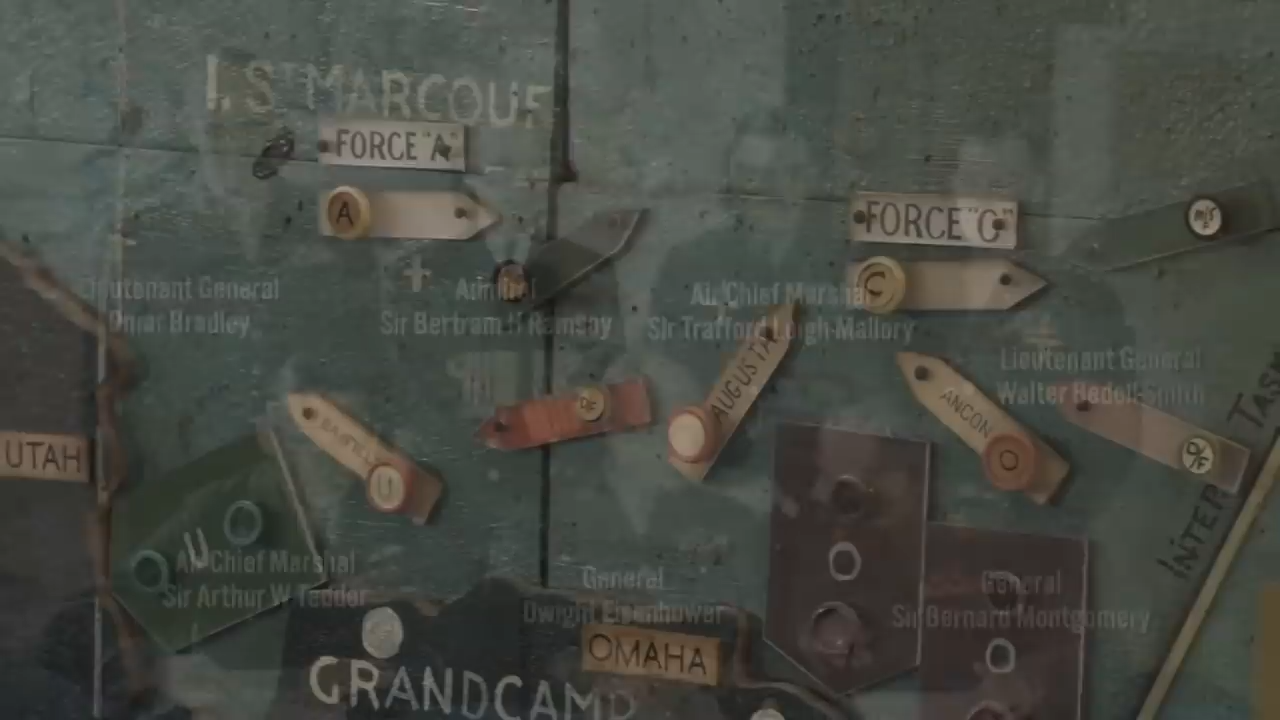 I. ST MARCOUF
FORCE "A"
A
FORCE "C"
M/S
C
Lieutenant General
Omar Bradley
Admiral
Sir Bertram H Ramsay
Air Chief Marshal
Sir Trafford Leigh-Mallory
Lieutenant General
Walter Bedell-Smith
AUGUSTA
ANCON
O
D/F
D/F
U
UTAH
U
O
INTER TASK
Air Chief Marshal
Sir Arthur W Tedder
General
Dwight Eisenhower
General
Sir Bernard Montgomery
OMAHA
O
GRANDCAMP